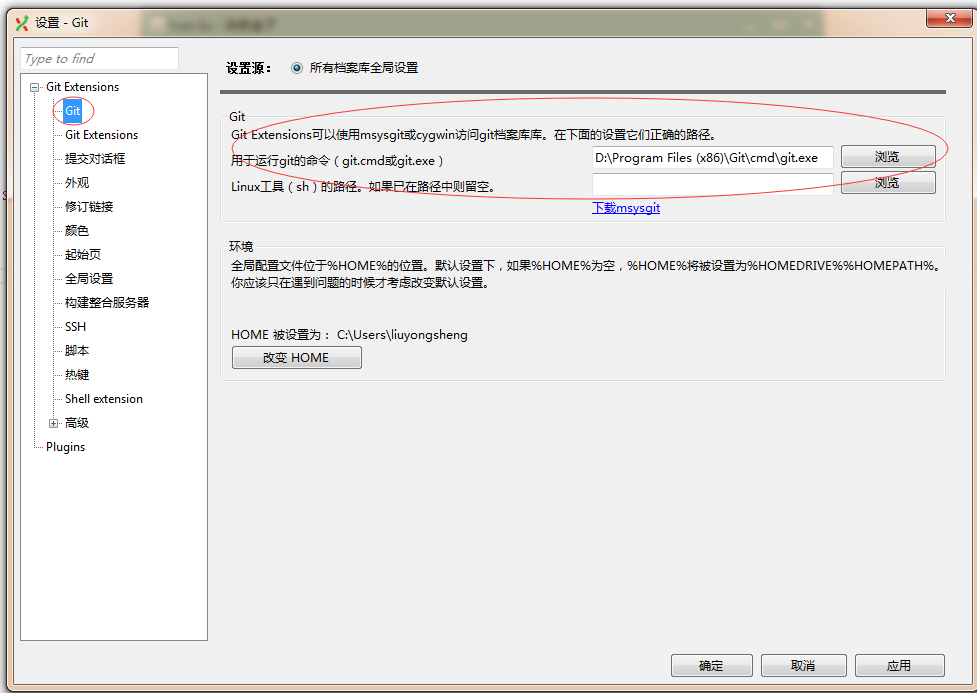 设置 - Git
Type to find
Git Extensions
Git
Git Extensions
提交对话框
外观
修订链接
颜色
起始页
全局设置
构建整合服务器
SSH
脚本
热键
Shell extension
高级
Plugins
设置源： 所有档案库全局设置
Git
Git Extensions可以使用msysgit或cygwin访问git档案库库。在下面的设置它们正确的路径。
用于运行git的命令（git.cmd或git.exe） D:\Program Files (x86)\Git\cmd\git.exe 浏览
Linux工具（sh）的路径。如果已在路径中则留空。 浏览
下载msysgit
环境
全局配置文件位于%HOME%的位置。默认设置下，如果%HOME%为空，%HOME%将被设置为%HOMEDRIVE%%HOMEPATH%。
你应该只在遇到问题的时候才考虑改变默认设置。
HOME 被设置为： C:\Users\liuyongsheng
改变 HOME
确定 取消 应用